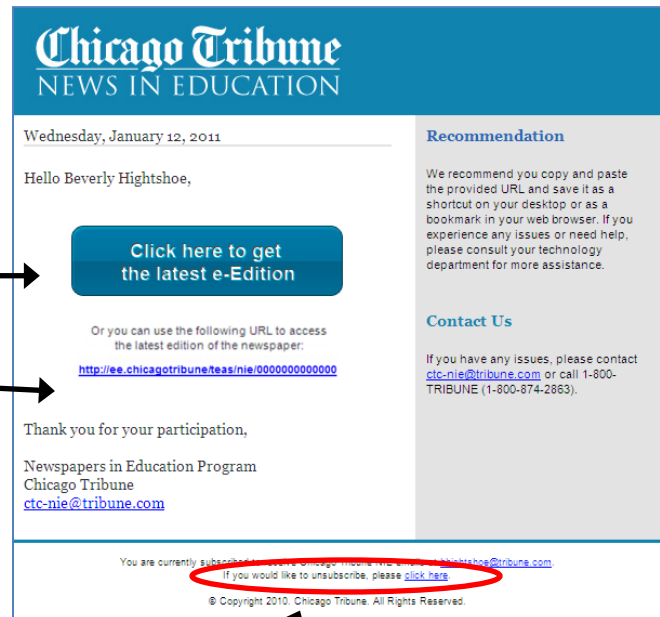 Chicago Tribune
NEWS IN EDUCATION
Wednesday, January 12, 2011
Hello Beverly Hightshoe,
Click here to get
the latest e-Edition
Or you can use the following URL to access
the latest edition of the newspaper:
http://ee.chicagotribune/teas/nie/0000000000000
Thank you for your participation,
Newspapers in Education Program
Chicago Tribune
ctc-nie@tribune.com
Recommendation
We recommend you copy and paste
the provided URL and save it as a
shortcut on your desktop or as a
bookmark in your web browser. If you
experience any issues or need help,
please consult your technology
department for more assistance.
Contact Us
If you have any issues, please contact
ctc-nie@tribune.com or call 1-800-
TRIBUNE (1-800-874-2863).
You are currently subscribed to receive Chicago Tribune NIE
If you would like to unsubscribe, please click here.
© Copyright 2010. Chicago Tribune. All Rights Reserved.